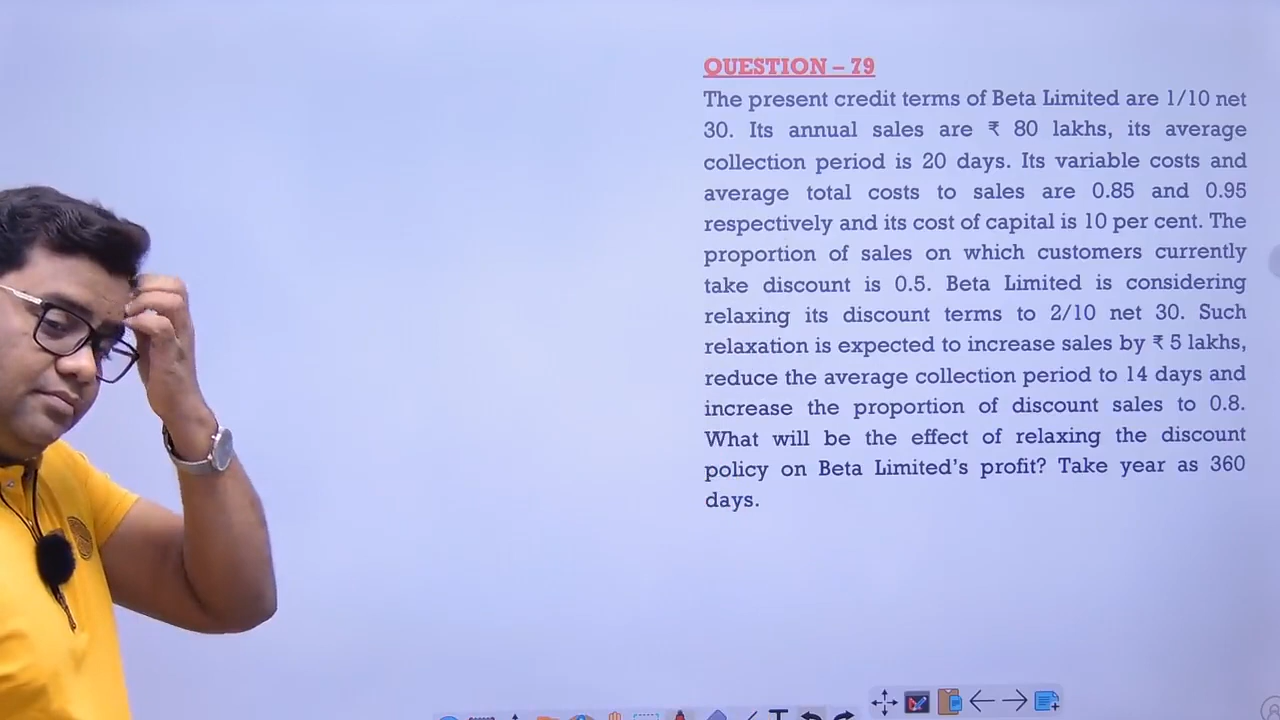 QUESTION – 79
The present credit terms of Beta Limited are 1/10 net
30. Its annual sales are ₹ 80 lakhs, its average
collection period is 20 days. Its variable costs and
average total costs to sales are 0.85 and 0.95
respectively and its cost of capital is 10 per cent. The
proportion of sales on which customers currently
take discount is 0.5. Beta Limited is considering
relaxing its discount terms to 2/10 net 30. Such
relaxation is expected to increase sales by ₹ 5 lakhs,
reduce the average collection period to 14 days and
increase the proportion of discount sales to 0.8.
What will be the effect of relaxing the discount
policy on Beta Limited's profit? Take year as 360
days.